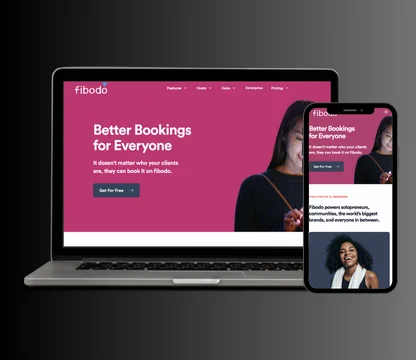 fibodo
Features
Hosts
Hubs
Enterprise
Pricing
Better Bookings
for Everyone
It doesn't matter who your clients
are, they can book it on fibodo.
Get For Free →
fibodo
Better Bookings
for Everyone
It doesn't matter who your clients
are, they can book it on fibodo.
Get For Free →
Fibodo powers solopreneurs,
communities, the world's biggest
brands, and everyone in between.